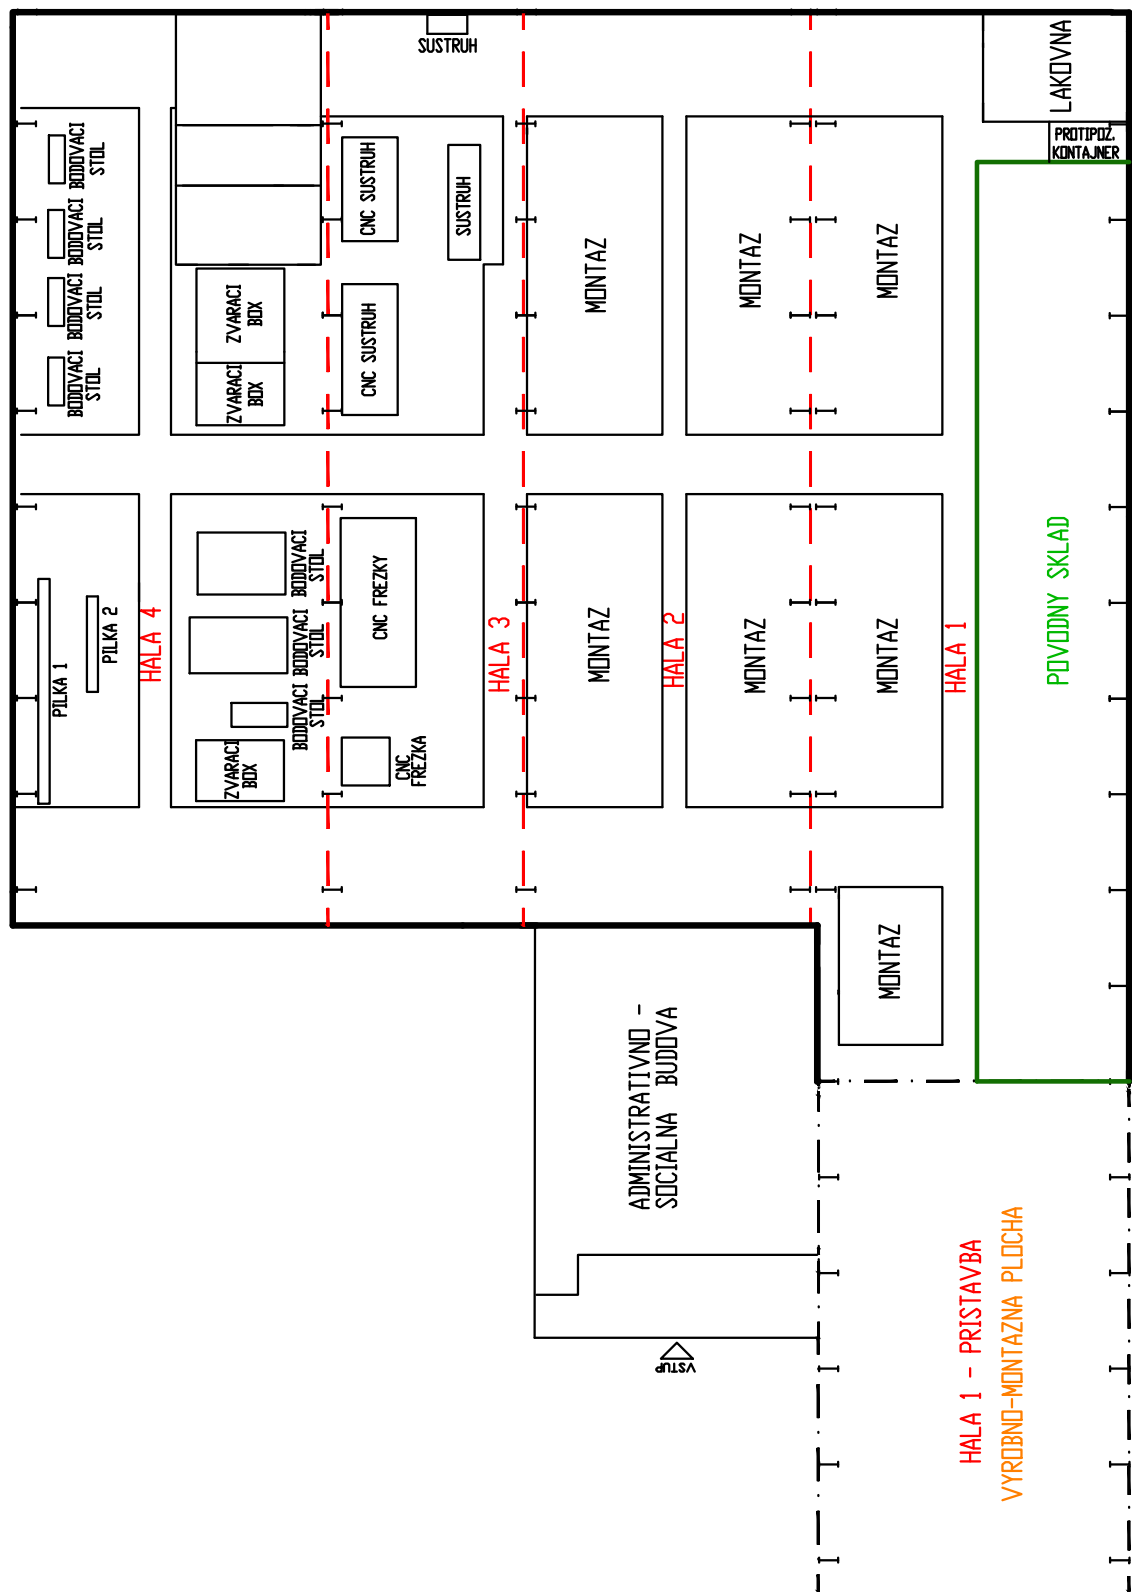 SUSTRUH
LAKOVNA
PROTIPOZ.
KONTAJNER
BODOVACI
STOL
BODOVACI
STOL
BODOVACI
STOL
BODOVACI
STOL
CNC SUSTRUH
SUSTRUH
ZVARACI
BOX
ZVARACI
BOX
CNC SUSTRUH
MONTAZ
MONTAZ
MONTAZ
PILKA 1
PILKA 2
HALA 4
BODOVACI
STOL
BODOVACI
STOL
BODOVACI
STOL
ZVARACI
BOX
CNC FREZKY
CNC
FREZKA
HALA 3
MONTAZ
HALA 2
MONTAZ
MONTAZ
HALA 1
POVODNY SKLAD
MONTAZ
ADMINISTRATIVNO -
SOCIALNA BUDOVA
VSTUP
HALA 1 - PRISTAVBA
VYROBNO-MONTAZNA PLOCHA